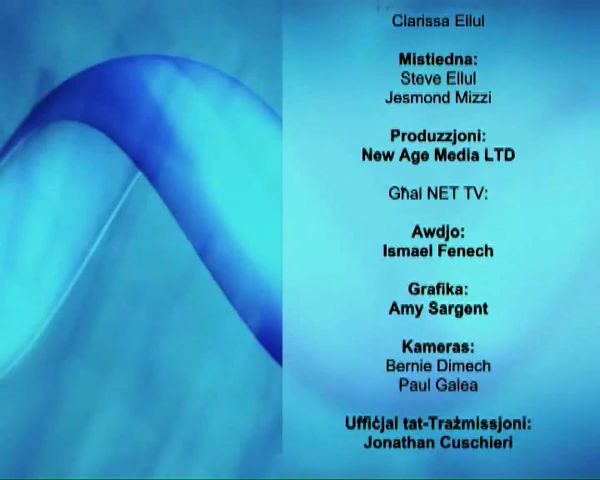 Clarissa Ellul
Mistiedna:
Steve Ellul
Jesmond Mizzi
Produzzjoni:
New Age Media LTD
Għal NET TV:
Awdjo:
Ismael Fenech
Grafika:
Amy Sargent
Kameras:
Bernie Dimech
Paul Galea
Uffiċjal tat-Trażmissjoni:
Jonathan Cuschieri